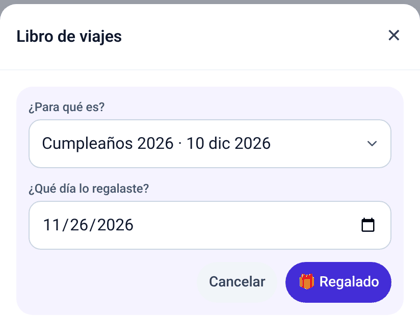 Libro de viajes
¿Para qué es?
Cumpleaños 2026 · 10 dic 2026
¿Qué día lo regalaste?
11/26/2026
Cancelar
🎁 Regalado